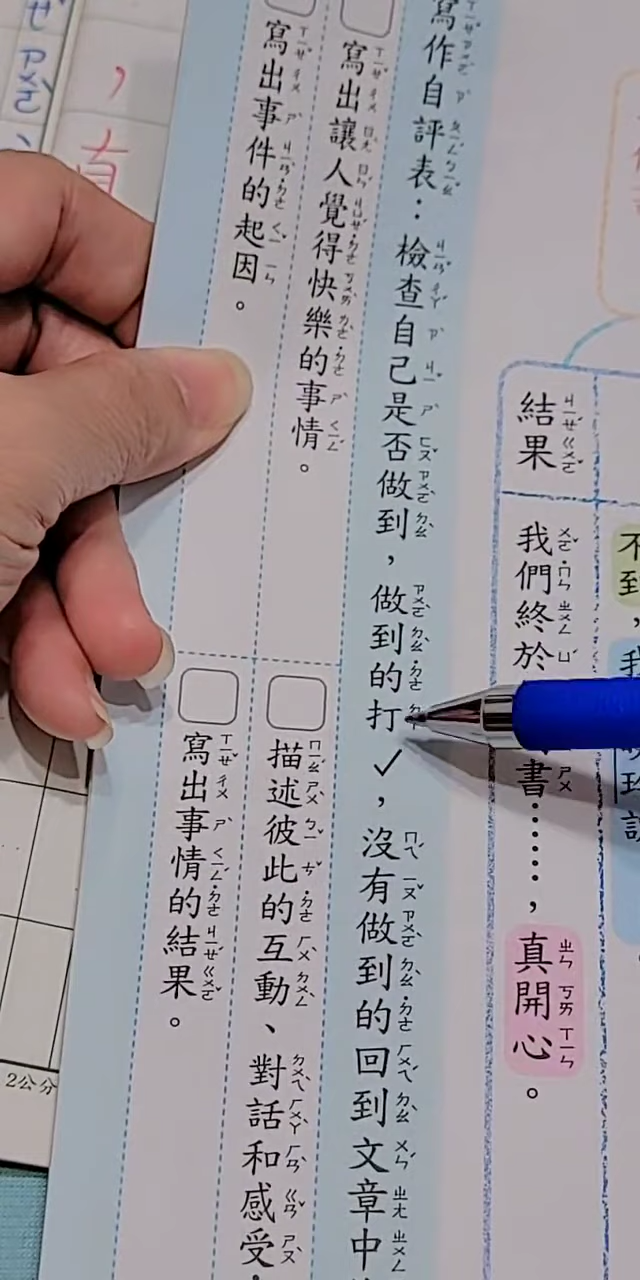 結果
不到，
我們終於書……，真開心。
寫作自評表：檢查自己是否做到，做到的打✓，沒有做到的回到文章中
寫出讓人覺得快樂的事情。
描述彼此的互動、對話和感受，
寫出事件的起因。
寫出事情的結果。
2公分